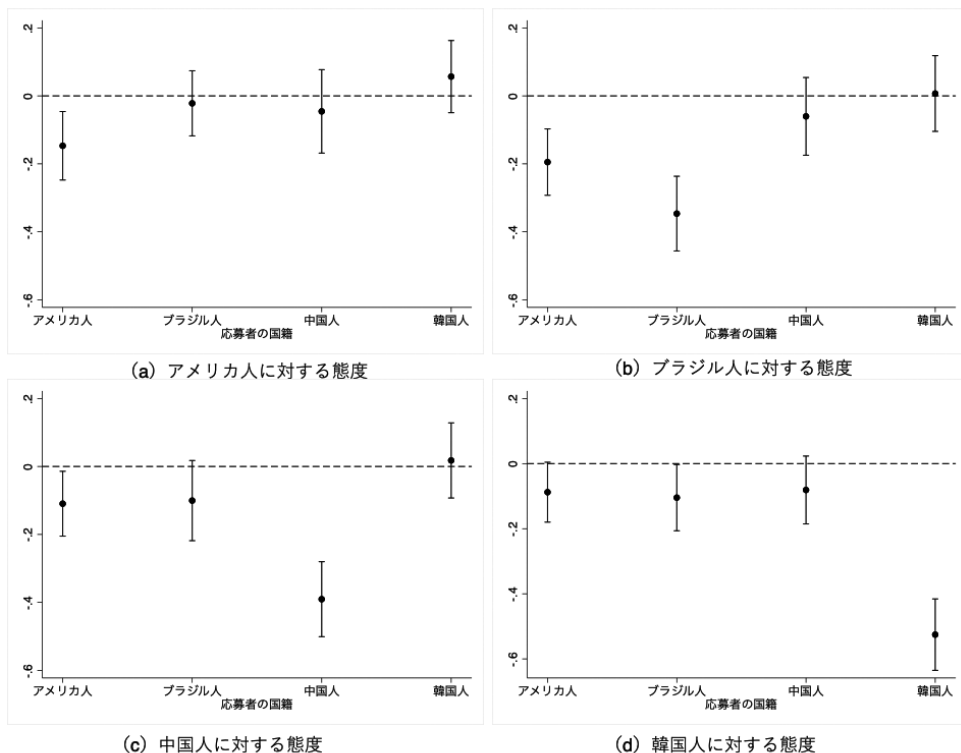 .2
0
-.2
-.4
-.6
アメリカ人 ブラジル人 中国人 韓国人
応募者の国籍
(a) アメリカ人に対する態度
.2
0
-.2
-.4
-.6
アメリカ人 ブラジル人 中国人 韓国人
応募者の国籍
(b) ブラジル人に対する態度
.2
0
-.2
-.4
-.6
アメリカ人 ブラジル人 中国人 韓国人
応募者の国籍
(c) 中国人に対する態度
.2
0
-.2
-.4
-.6
アメリカ人 ブラジル人 中国人 韓国人
応募者の国籍
(d) 韓国人に対する態度